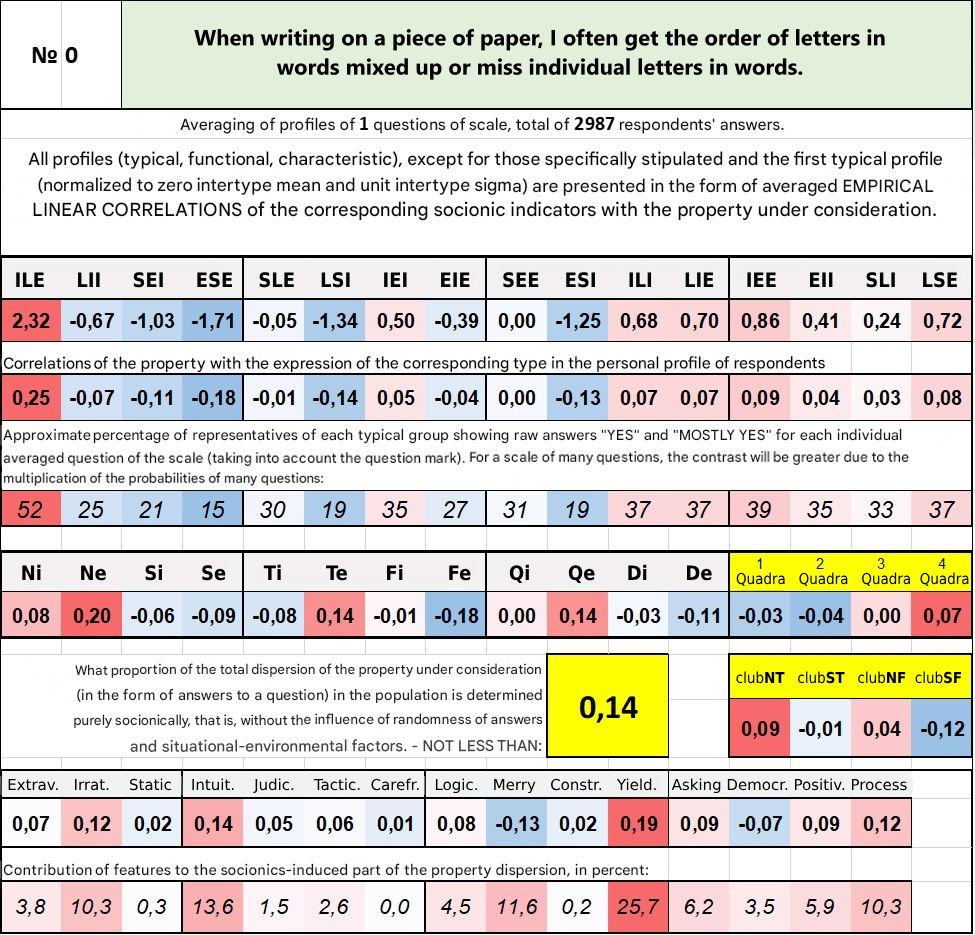 № 0
When writing on a piece of paper, I often get the order of letters in
words mixed up or miss individual letters in words.
Averaging of profiles of 1 questions of scale, total of 2987 respondents' answers.
All profiles (typical, functional, characteristic), except for those specifically stipulated and the first typical profile
(normalized to zero intertype mean and unit intertype sigma) are presented in the form of averaged EMPIRICAL
LINEAR CORRELATIONS of the corresponding socionic indicators with the property under consideration.
ILE LII SEI ESE SLE LSI IEI EIE SEE ESI ILI LIE IEE EII SLI LSE
2,32 -0,67 -1,03 -1,71 -0,05 -1,34 0,50 -0,39 0,00 -1,25 0,68 0,70 0,86 0,41 0,24 0,72
Correlations of the property with the expression of the corresponding type in the personal profile of respondents
0,25 -0,07 -0,11 -0,18 -0,01 -0,14 0,05 -0,04 0,00 -0,13 0,07 0,07 0,09 0,04 0,03 0,08
Approximate percentage of representatives of each typical group showing raw answers "YES" and "MOSTLY YES" for each individual
averaged question of the scale (taking into account the question mark). For a scale of many questions, the contrast will be greater due to the
multiplication of the probabilities of many questions:
52 25 21 15 30 19 35 27 31 19 37 37 39 35 33 37
Ni Ne Si Se Ti Te Fi Fe Qi Qe Di De 1 Quadra 2 Quadra 3 Quadra 4 Quadra
0,08 0,20 -0,06 -0,09 -0,08 0,14 -0,01 -0,18 0,00 0,14 -0,03 -0,11 -0,03 -0,04 0,00 0,07
What proportion of the total dispersion of the property under consideration
(in the form of answers to a question) in the population is determined
purely socionically, that is, without the influence of randomness of answers
and situational-environmental factors. - NOT LESS THAN:
0,14
clubNT clubST clubNF clubSF
0,09 -0,01 0,04 -0,12
Extrav. Irrat. Static Intuit. Judic. Tactic. Carefr. Logic. Merry Constr. Yield. Asking Democr. Positiv. Process
0,07 0,12 0,02 0,14 0,05 0,06 0,01 0,08 -0,13 0,02 0,19 0,09 -0,07 0,09 0,12
Contribution of features to the socionics-induced part of the property dispersion, in percent:
3,8 10,3 0,3 13,6 1,5 2,6 0,0 4,5 11,6 0,2 25,7 6,2 3,5 5,9 10,3